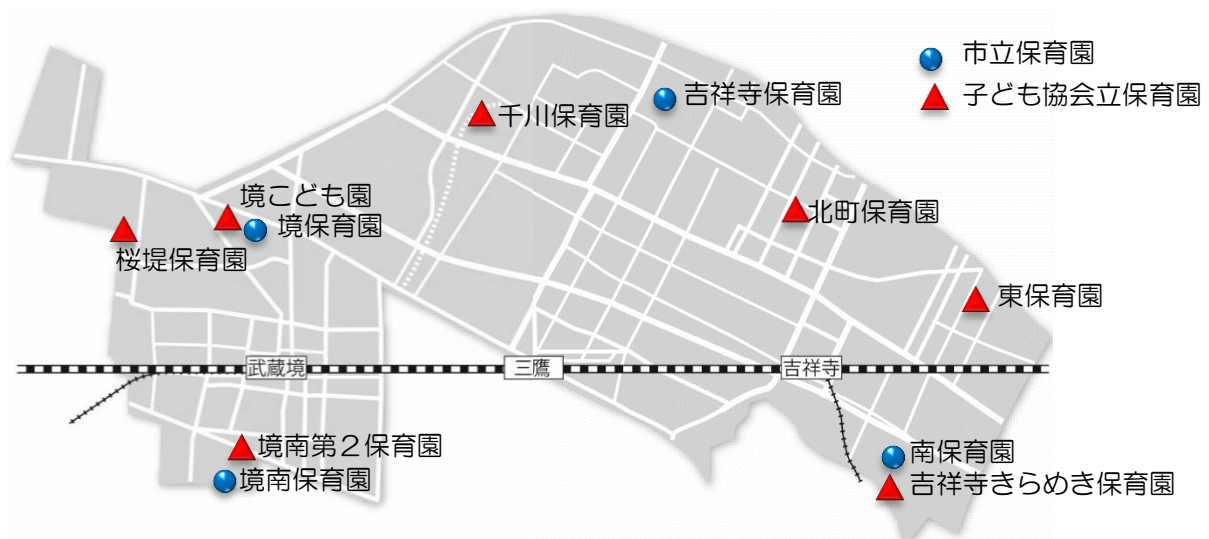 市立保育園
子ども協会立保育園
吉祥寺保育園
千川保育園
境こども園
境保育園
桜堤保育園
北町保育園
東保育園
武蔵境
三鷹
吉祥寺
境南第２保育園
境南保育園
南保育園
吉祥寺きらめき保育園